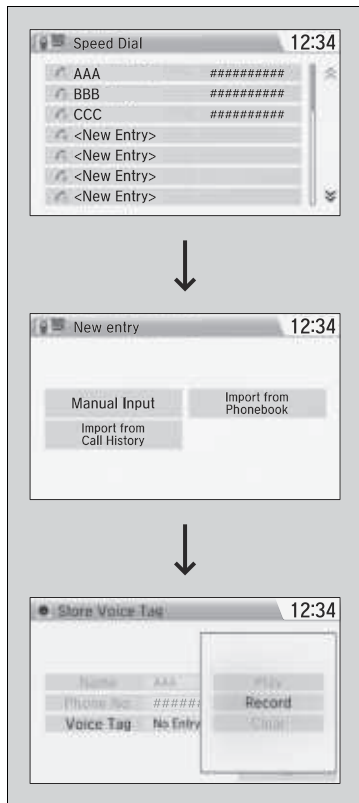 Speed Dial 12:34
AAA ##########
BBB ##########
CCC ##########
<New Entry>
<New Entry>
<New Entry>
<New Entry>
New entry 12:34
Manual Input
Import from
Phonebook
Import from
Call History
Store Voice Tag 12:34
Name AAA Play
Phone No. ######
Record
Voice Tag No Entry Clear